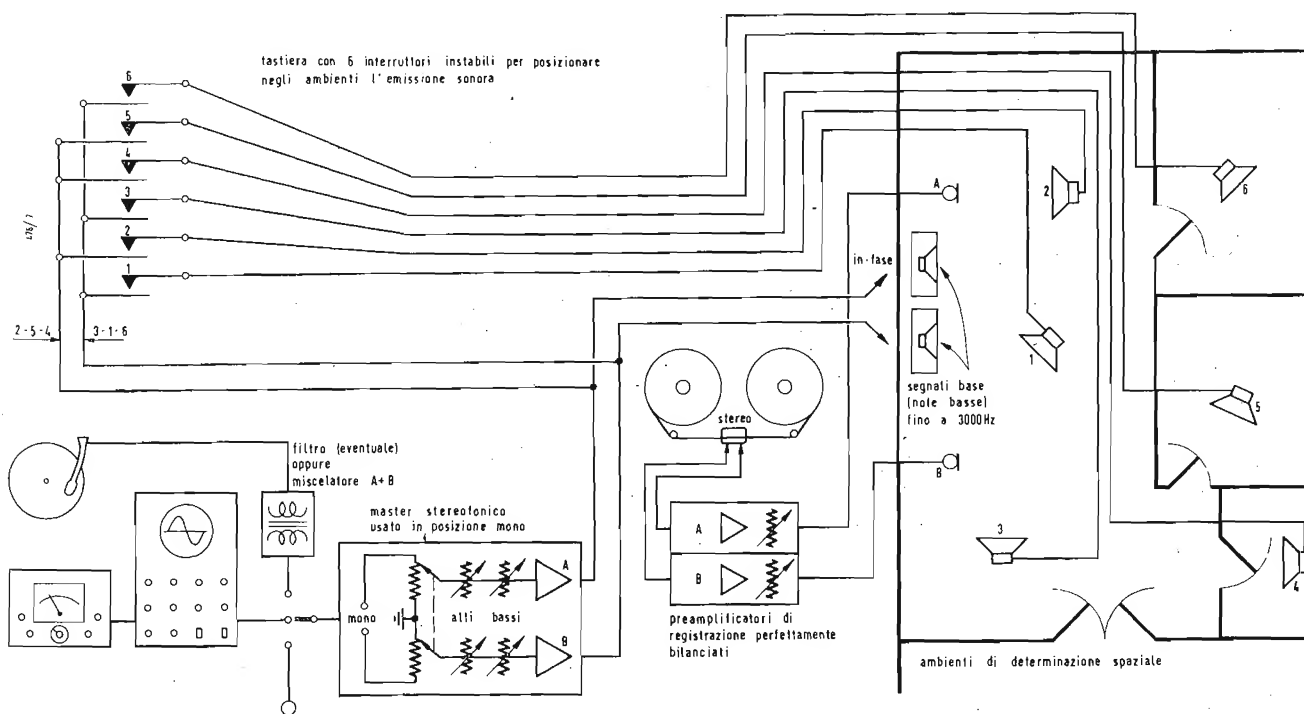 tastiera con 6 interruttori instabili per posizionare
negli ambienti l'emissione sonora
6
5
4
3
2
1
476/7
2-5-4
3-1-6
A
2
6
in-fase
1
5
segnali base
(note basse)
fino a 3000Hz
stereo
B
3
4
filtro (eventuale)
oppure
miscelatore A+B
master stereofonico
usato in posizione mono
mono
alti bassi
A
B
A
B
preamplificatori di
registrazione perfettamente
bilanciati
ambienti di determinazione spaziale